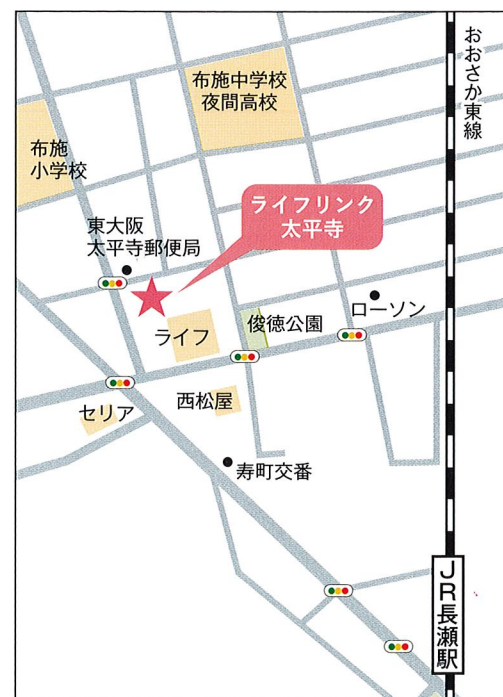 おおさか東線
布施中学校
夜間高校
布施
小学校
ライフリンク
太平寺
東大阪
太平寺郵便局
ローソン
俊徳公園
ライフ
西松屋
セリア
寿町交番
JR長瀬駅